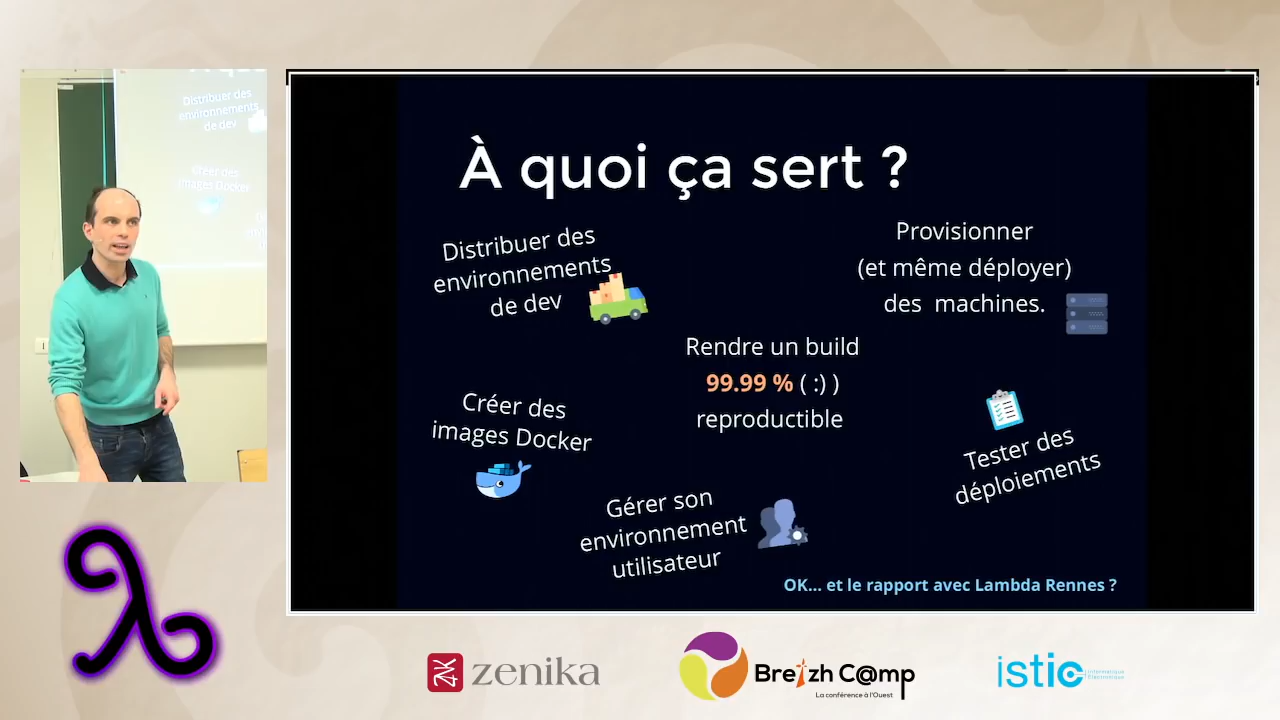 Distribuer des
environnements
de dev
Créer des
images Docker
À quoi ça sert ?
Distribuer des
environnements
de dev
Provisionner
(et même déployer)
des machines.
Rendre un build
99.99 % ( :) )
reproductible
Créer des
images Docker
Tester des
déploiements
Gérer son
environnement
utilisateur
OK... et le rapport avec Lambda Rennes ?
λ
zenika
Breizh C@mp
La conférence à l'Ouest
istic
Informatique
Électronique